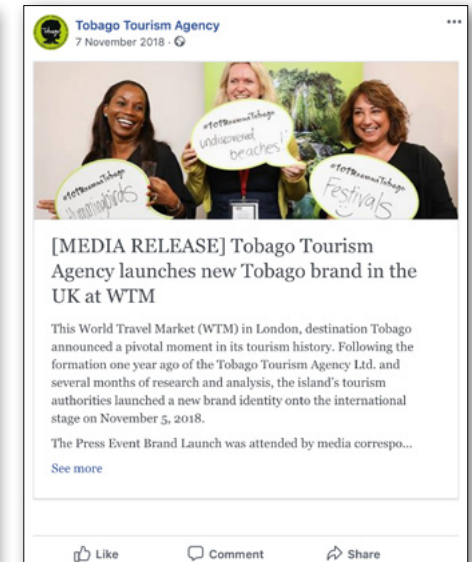 Tobago
Tobago Tourism Agency
7 November 2018 ·
#101ReasonsTobago
Hummingbirds
#101ReasonsTobago
undiscovered
beaches!
#101ReasonsTobago
Festivals
[MEDIA RELEASE] Tobago Tourism
Agency launches new Tobago brand in the
UK at WTM
This World Travel Market (WTM) in London, destination Tobago
announced a pivotal moment in its tourism history. Following the
formation one year ago of the Tobago Tourism Agency Ltd. and
several months of research and analysis, the island's tourism
authorities launched a new brand identity onto the international
stage on November 5, 2018.
The Press Event Brand Launch was attended by media correspo...
See more
Like Comment Share